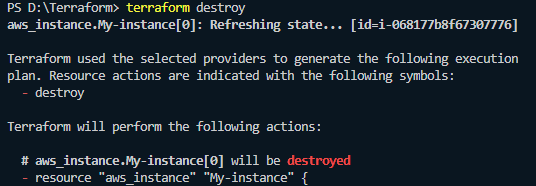 PS D:\Terraform> terraform destroy
aws_instance.My-instance[0]: Refreshing state... [id=i-068177b8f67307776]
Terraform used the selected providers to generate the following execution
plan. Resource actions are indicated with the following symbols:
- destroy
Terraform will perform the following actions:
# aws_instance.My-instance[0] will be destroyed
- resource "aws_instance" "My-instance" {